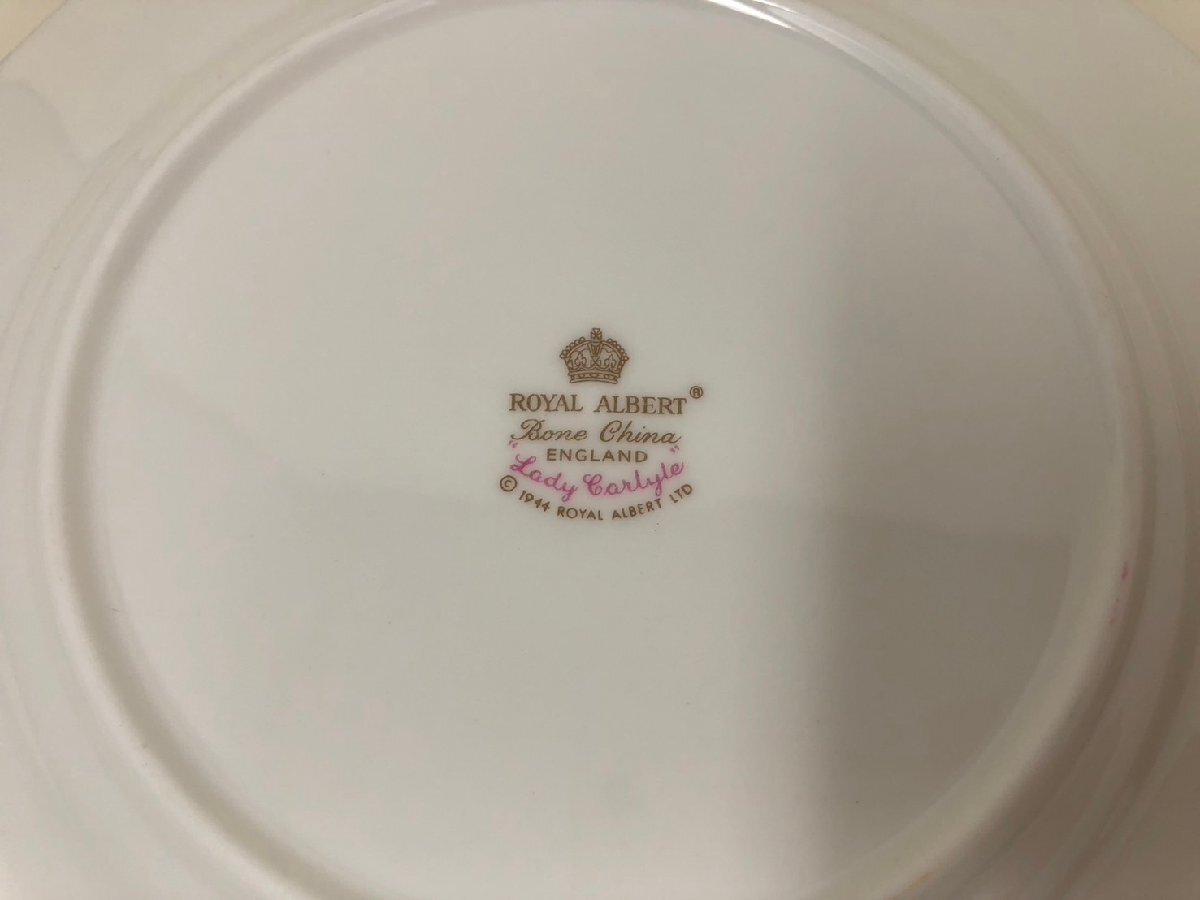 ROYAL ALBERT®
Bone China
ENGLAND
"Lady Carlyle"
© 1944 ROYAL ALBERT LTD